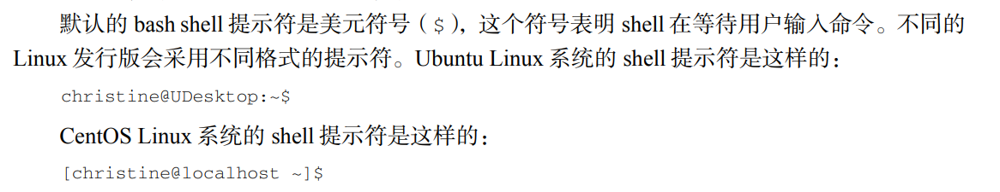 默认的 bash shell 提示符是美元符号（$），这个符号表明 shell 在等待用户输入命令。不同的
Linux 发行版会采用不同格式的提示符。Ubuntu Linux 系统的 shell 提示符是这样的：
christine@UDesktop:~$
CentOS Linux 系统的 shell 提示符是这样的：
[christine@localhost ~]$